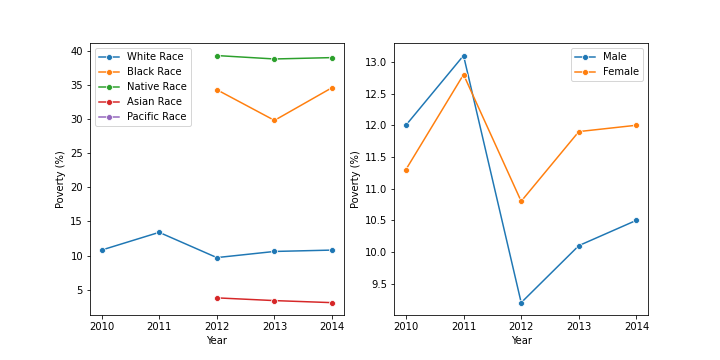 40
35
30
25
20
15
10
5
Poverty (%)
White Race
Black Race
Native Race
Asian Race
Pacific Race
2010 2011 2012 2013 2014
Year
13.0
12.5
12.0
11.5
11.0
10.5
10.0
9.5
Poverty (%)
Male
Female
2010 2011 2012 2013 2014
Year